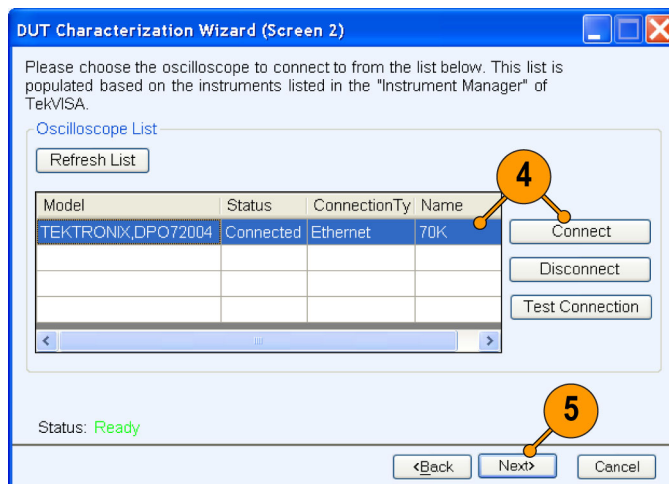 DUT Characterization Wizard (Screen 2)
Please choose the oscilloscope to connect to from the list below. This list is
populated based on the instruments listed in the "Instrument Manager" of
TekVISA.
Oscilloscope List
Refresh List
4
Model Status ConnectionTy Name
TEKTRONIX,DPO72004 Connected Ethernet 70K
Connect
Disconnect
Test Connection
5
Status: Ready
<Back Next> Cancel